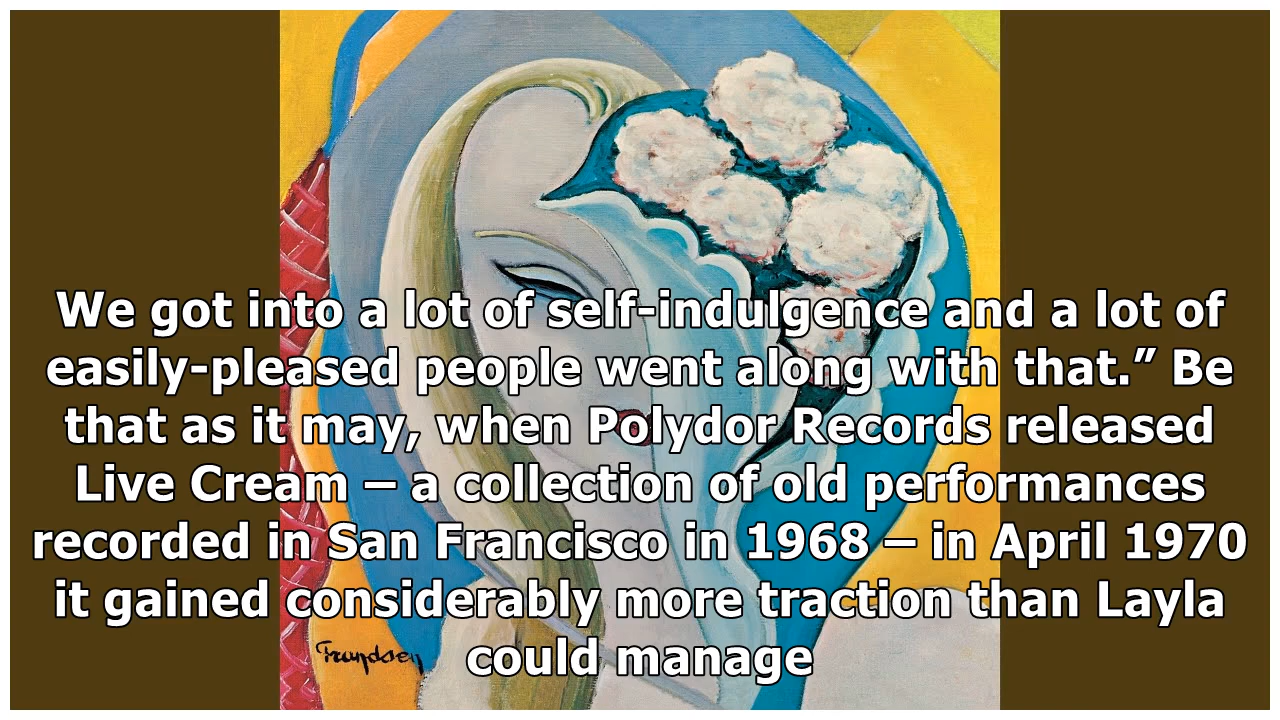 We got into a lot of self-indulgence and a lot of
easily-pleased people went along with that.” Be
that as it may, when Polydor Records released
Live Cream – a collection of old performances
recorded in San Francisco in 1968 – in April 1970
it gained considerably more traction than Layla
could manage